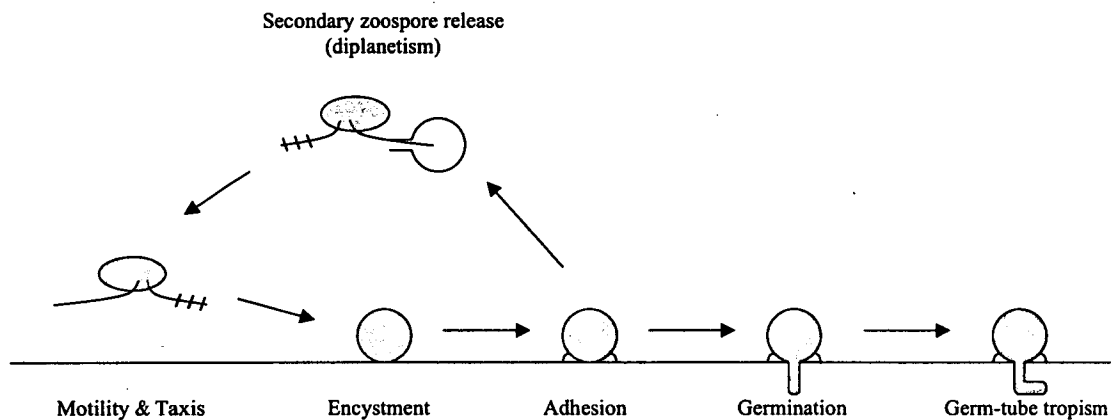 Secondary zoospore release
(diplanetism)
Motility & Taxis
Encystment
Adhesion
Germination
Germ-tube tropism